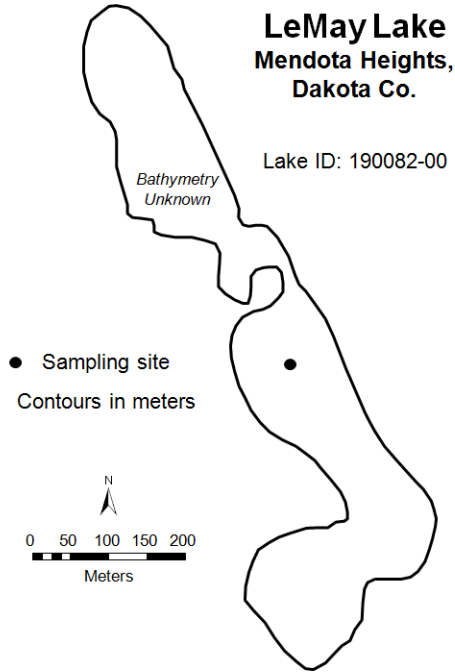 LeMay Lake
Mendota Heights,
Dakota Co.
Lake ID: 190082-00
Bathymetry
Unknown
Sampling site
Contours in meters
N
0 50 100 150 200
Meters